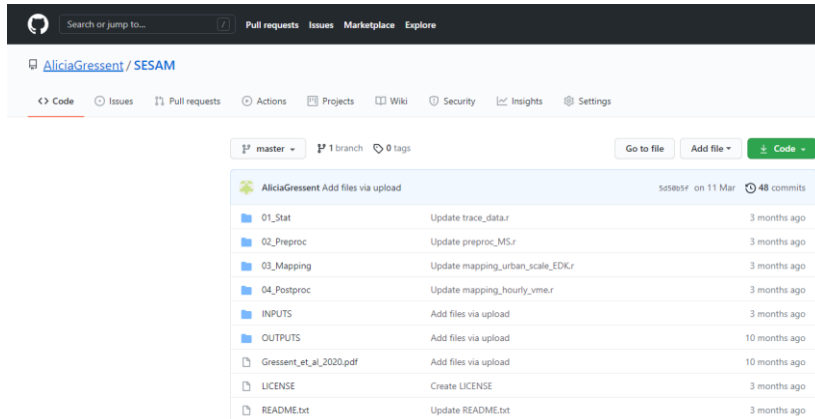 Search or jump to... /
Pull requests Issues Marketplace Explore
AliciaGressent / SESAM
<> Code Issues Pull requests Actions Projects Wiki Security Insights Settings
master 1 branch 0 tags Go to file Add file Code
AliciaGressent Add files via upload 5d50b5f on 11 Mar 48 commits
01_Stat Update trace_data.r 3 months ago
02_Preproc Update preproc_MS.r 3 months ago
03_Mapping Update mapping_urban_scale_EDK.r 3 months ago
04_Postproc Update mapping_hourly_vme.r 3 months ago
INPUTS Add files via upload 3 months ago
OUTPUTS Add files via upload 10 months ago
Gressent_et_al_2020.pdf Add files via upload 10 months ago
LICENSE Create LICENSE 3 months ago
README.txt Update README.txt 3 months ago